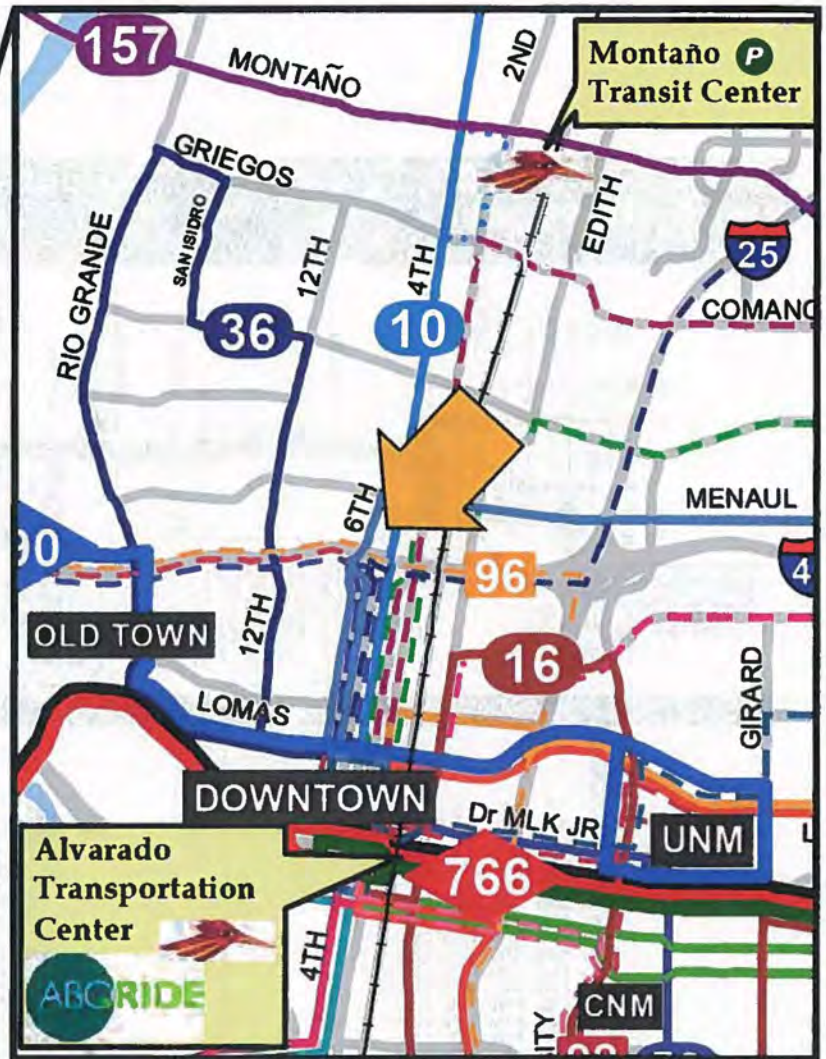 157
MONTAÑO
2ND
Montaño P
Transit Center
GRIEGOS
SAN ISIDRO
RIO GRANDE
12TH
4TH
EDITH
25
COMANC
36
10
6TH
MENAUL
90
96
4
OLD TOWN
12TH
16
GIRARD
LOMAS
DOWNTOWN
Dr MLK JR
UNM
L
766
Alvarado
Transportation
Center
ABQRIDE
4TH
CNM
ITY